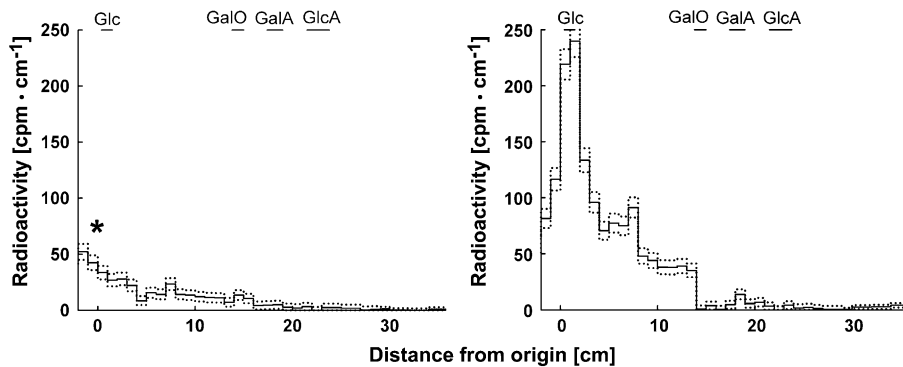 Glc GalO GalA GlcA
250
200
150
100
50
0
Radioactivity [cpm · cm-1]
*
0 10 20 30
Glc GalO GalA GlcA
250
200
150
100
50
0
Radioactivity [cpm · cm-1]
0 10 20 30
Distance from origin [cm]